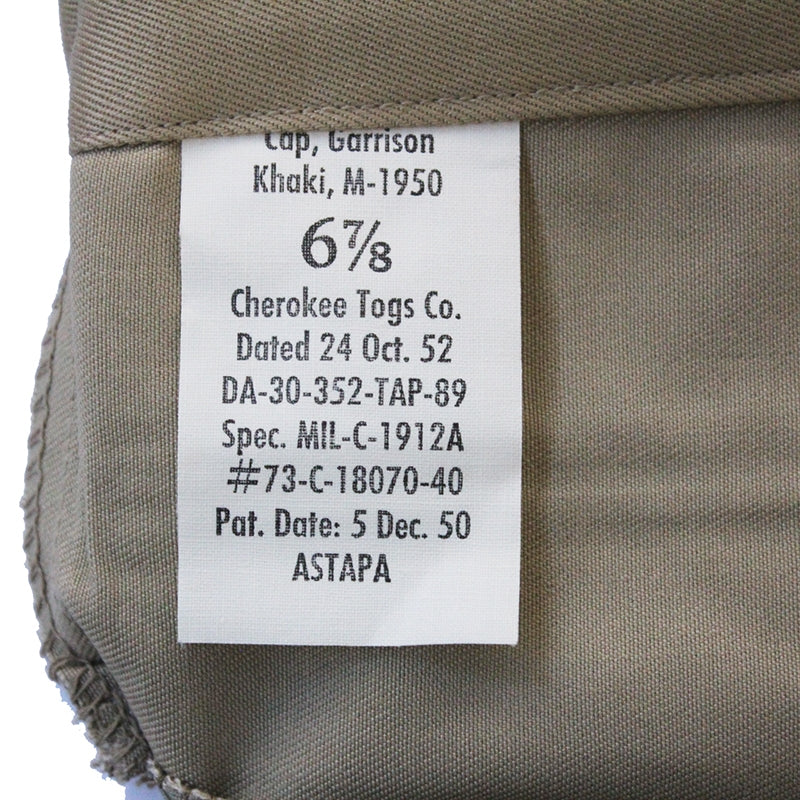 Cap, Garrison
Khaki, M-1950
6⅞
Cherokee Togs Co.
Dated 24 Oct. 52
DA-30-352-TAP-89
Spec. MIL-C-1912A
#73-C-18070-40
Pat. Date: 5 Dec. 50
ASTAPA